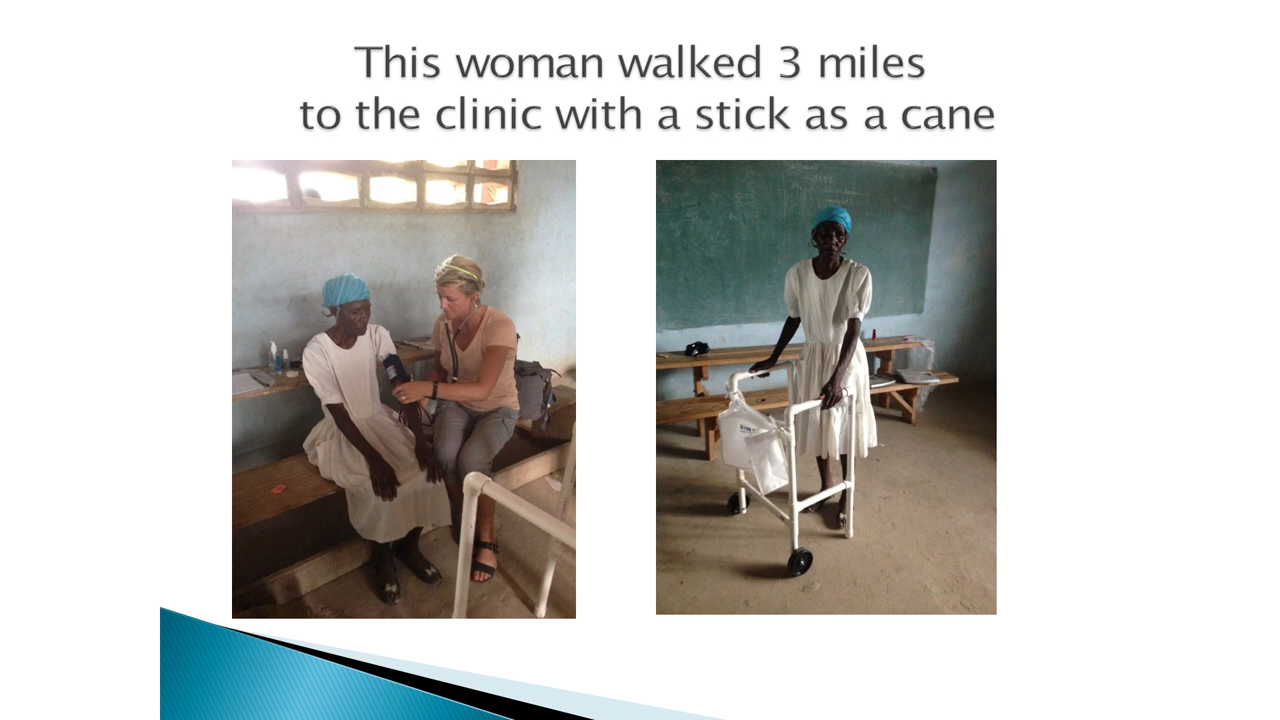 This woman walked 3 miles
to the clinic with a stick as a cane